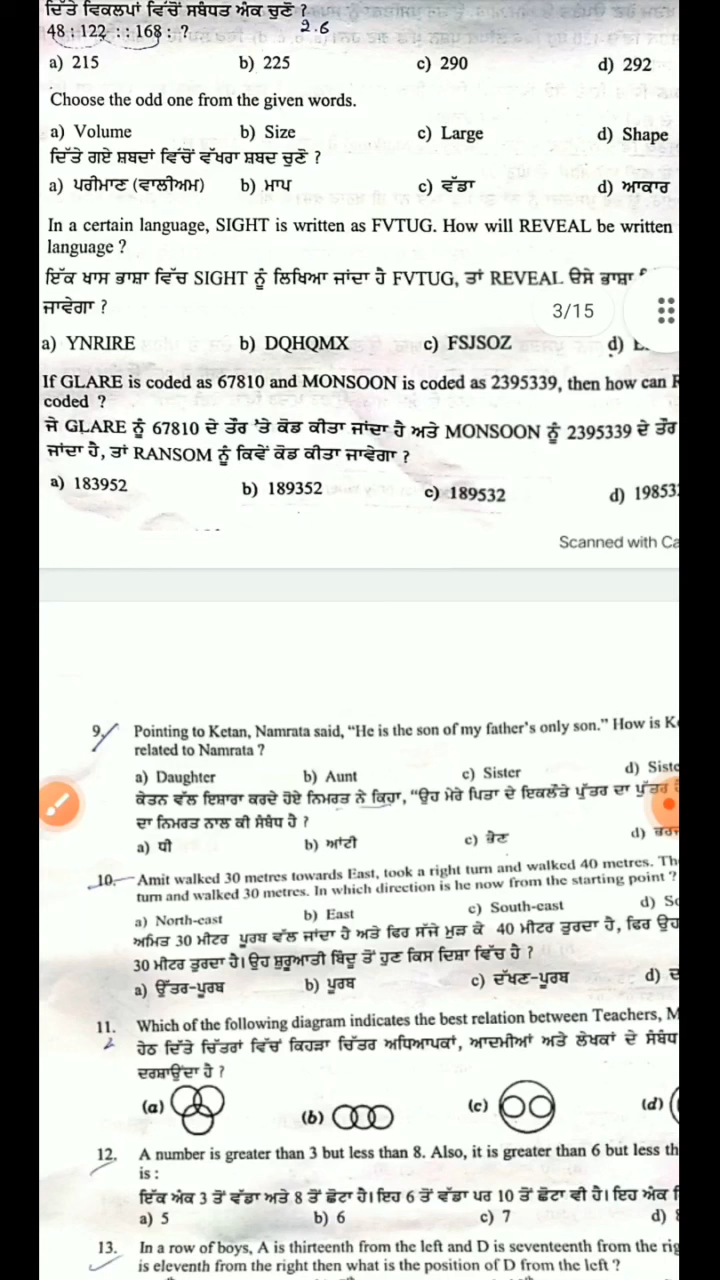 ਦਿੱਤੇ ਵਿਕਲਪਾਂ ਵਿੱਚੋਂ ਸਬੰਧਤ ਅੰਕ ਚੁਣੋ ?
48 : 122 : : 168 : ? 2.6
a) 215 b) 225 c) 290 d) 292
Choose the odd one from the given words.
a) Volume b) Size c) Large d) Shape
ਦਿੱਤੇ ਗਏ ਸ਼ਬਦਾਂ ਵਿੱਚੋਂ ਵੱਖਰਾ ਸ਼ਬਦ ਚੁਣੋ ?
a) ਪਰੀਮਾਣ (ਵਾਲੀਅਮ) b) ਮਾਪ c) ਵੱਡਾ d) ਆਕਾਰ
In a certain language, SIGHT is written as FVTUG. How will REVEAL be written
language ?
ਇੱਕ ਖਾਸ ਭਾਸ਼ਾ ਵਿੱਚ SIGHT ਨੂੰ ਲਿਖਿਆ ਜਾਂਦਾ ਹੈ FVTUG, ਤਾਂ REVEAL ੳਸੇ ਭਾਸ਼ਾ
ਜਾਵੇਗਾ ?
3/15
a) YNRIRE b) DQHQMX c) FSJSOZ d)
If GLARE is coded as 67810 and MONSOON is coded as 2395339, then how can
coded ?
ਜੇ GLARE ਨੂੰ 67810 ਦੇ ਤੌਰ 'ਤੇ ਕੋਡ ਕੀਤਾ ਜਾਂਦਾ ਹੈ ਅਤੇ MONSOON ਨੂੰ 2395339 ਦੇ ਤੌਰ
ਜਾਂਦਾ ਹੈ, ਤਾਂ RANSOM ਨੂੰ ਕਿਵੇਂ ਕੋਡ ਕੀਤਾ ਜਾਵੇਗਾ ?
a) 183952 b) 189352 c) 189532 d) 19853
Scanned with
9. Pointing to Ketan, Namrata said, “He is the son of my father's only son.” How is
related to Namrata ?
a) Daughter b) Aunt c) Sister d)
ਕੇਤਨ ਵੱਲ ਇਸ਼ਾਰਾ ਕਰਦੇ ਹੋਏ ਨਿਮਰਤ ਨੇ ਕਿਹਾ, “ਉਹ ਮੇਰੇ ਪਿਤਾ ਦੇ ਇਕਲੌਤੇ ਪੁੱਤਰ ਦਾ ਪੁੱਤਰ
ਦਾ ਨਿਮਰਤ ਨਾਲ ਕੀ ਸੰਬੰਧ ਹੈ ?
a) ਧੀ b) ਆਂਟੀ c) ਭੈਣ d)
10. Amit walked 30 metres towards East, took a right turn and walked 40 metres.
turn and walked 30 metres. In which direction is he now from the starting point ?
a) North-east b) East c) South-east d)
ਅਮਿਤ 30 ਮੀਟਰ ਪੂਰਬ ਵੱਲ ਜਾਂਦਾ ਹੈ ਅਤੇ ਫਿਰ ਸੱਜੇ ਮੁੜ ਕੇ 40 ਮੀਟਰ ਤੁਰਦਾ ਹੈ, ਫਿਰ ਉਹ
30 ਮੀਟਰ ਤੁਰਦਾ ਹੈ। ਉਹ ਸ਼ੁਰੂਆਤੀ ਬਿੰਦੂ ਤੋਂ ਹੁਣ ਕਿਸ ਦਿਸ਼ਾ ਵਿੱਚ ਹੈ ?
a) ਉੱਤਰ-ਪੂਰਬ b) ਪੂਰਬ c) ਦੱਖਣ-ਪੂਰਬ d)
11. Which of the following diagram indicates the best relation between Teachers,
2 ਹੇਠ ਦਿੱਤੇ ਚਿੱਤਰਾਂ ਵਿੱਚੋਂ ਕਿਹੜਾ ਚਿੱਤਰ ਅਧਿਆਪਕਾਂ, ਆਦਮੀਆਂ ਅਤੇ ਲੇਖਕਾਂ ਦੇ ਸੰਬੰਧ
ਦਰਸਾਉਂਦਾ ਹੈ ?
(a) (b) (c) (d)
12. A number is greater than 3 but less than 8. Also, it is greater than 6 but less
is :
ਇੱਕ ਅੰਕ 3 ਤੋਂ ਵੱਡਾ ਅਤੇ 8 ਤੋਂ ਛੋਟਾ ਹੈ। ਇਹ 6 ਤੋਂ ਵੱਡਾ ਪਰ 10 ਤੋਂ ਛੋਟਾ ਵੀ ਹੈ। ਇਹ ਅੰਕ
a) 5 b) 6 c) 7 d)
13. In a row of boys, A is thirteenth from the left and D is seventeenth from the
is eleventh from the right then what is the position of D from the left ?